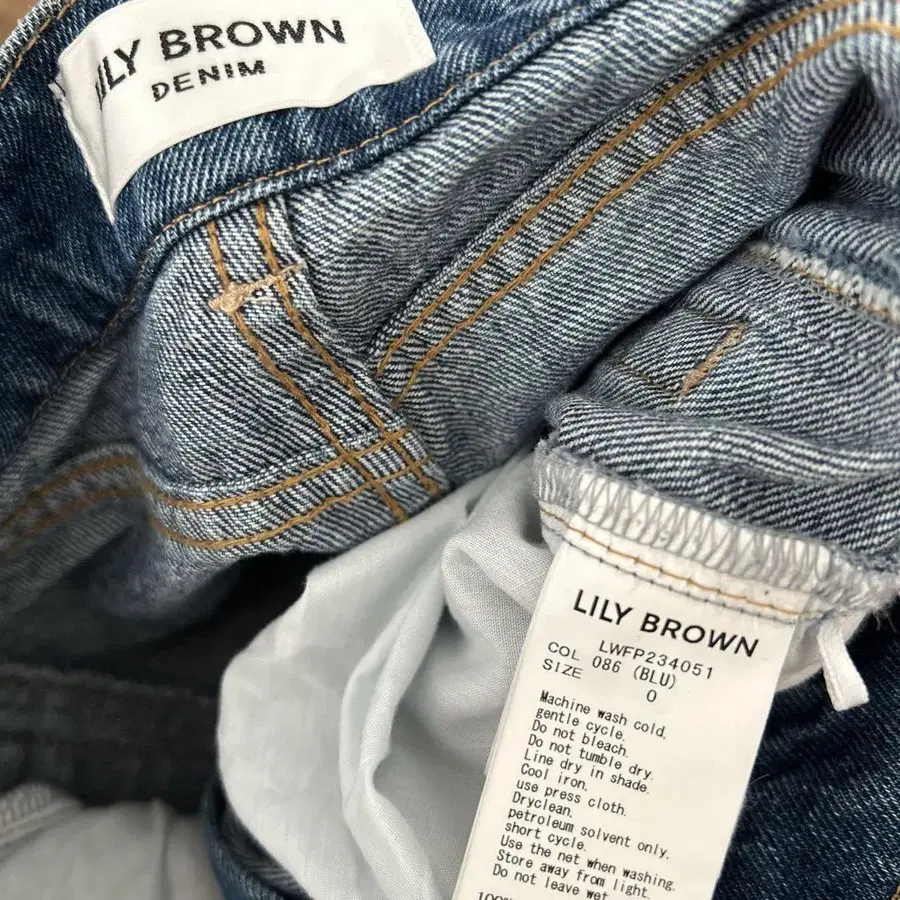 LILY BROWN
DENIM
LILY BROWN
LWFP234051
COL 086 (BLU)
SIZE 0
Machine wash cold.
gentle cycle.
Do not bleach.
Do not tumble dry.
Line dry in shade.
Cool iron.
use press cloth.
Dryclean.
petroleum solvent only.
short cycle.
Use the net when washing.
Store away from light.
Do not leave wet
100%